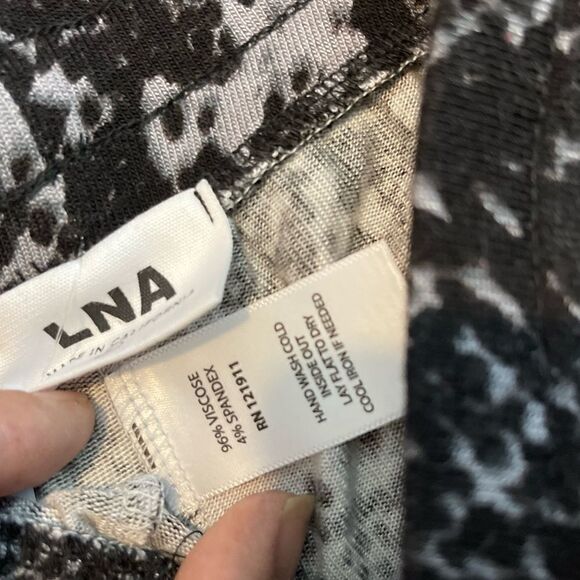 LNA
MADE IN CALIFORNIA
96% VISCOSE
4% SPANDEX
RN 121911
HAND WASH COLD
INSIDE OUT
LAY FLAT TO DRY
COOL IRON IF NEEDED